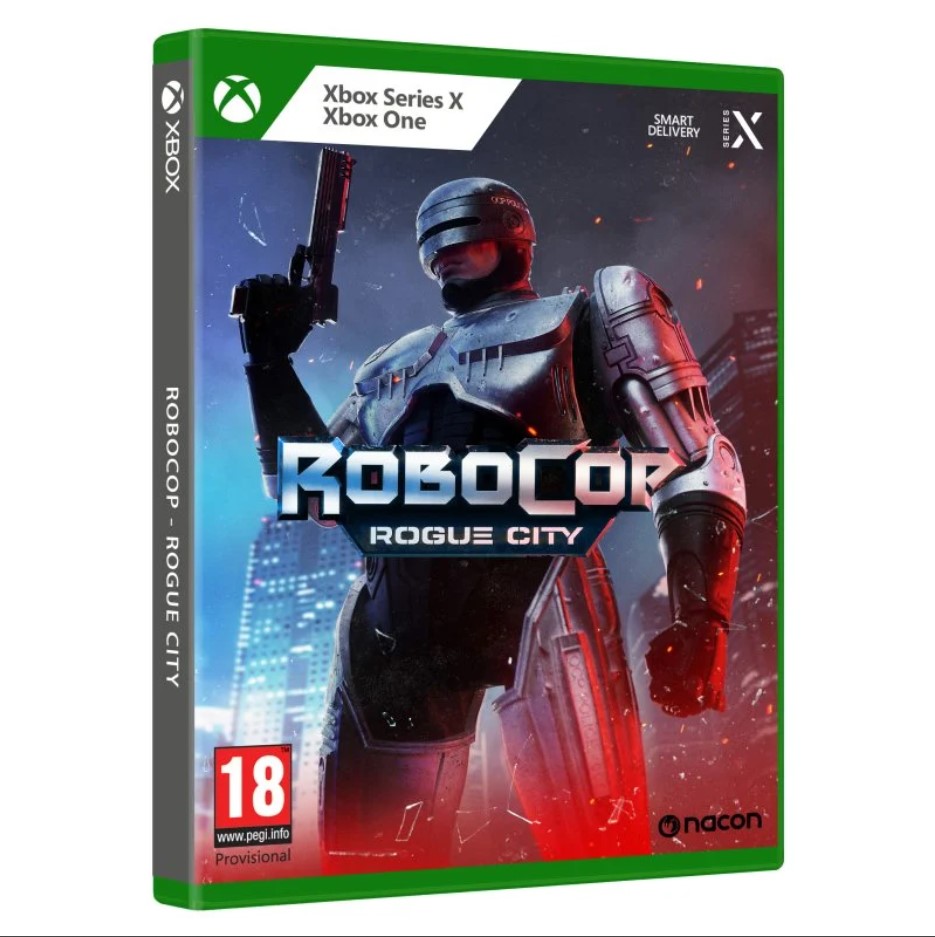 XBOX
ROBOCOP - ROGUE CITY
Xbox Series X
Xbox One
SMART
DELIVERY
SERIES
X
ROBOCOP
ROGUE CITY
18
™
www.pegi.info
Provisional
nacon